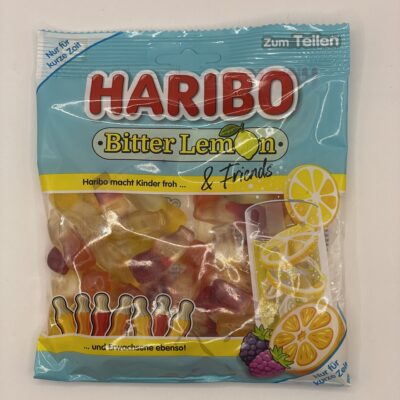 Nur für
kurze Zeit
Zum Teilen
HARIBO
Bitter Lemon
& Friends
Haribo macht Kinder froh ...
... und Erwachsene ebenso!
Nur für
kurze Zeit